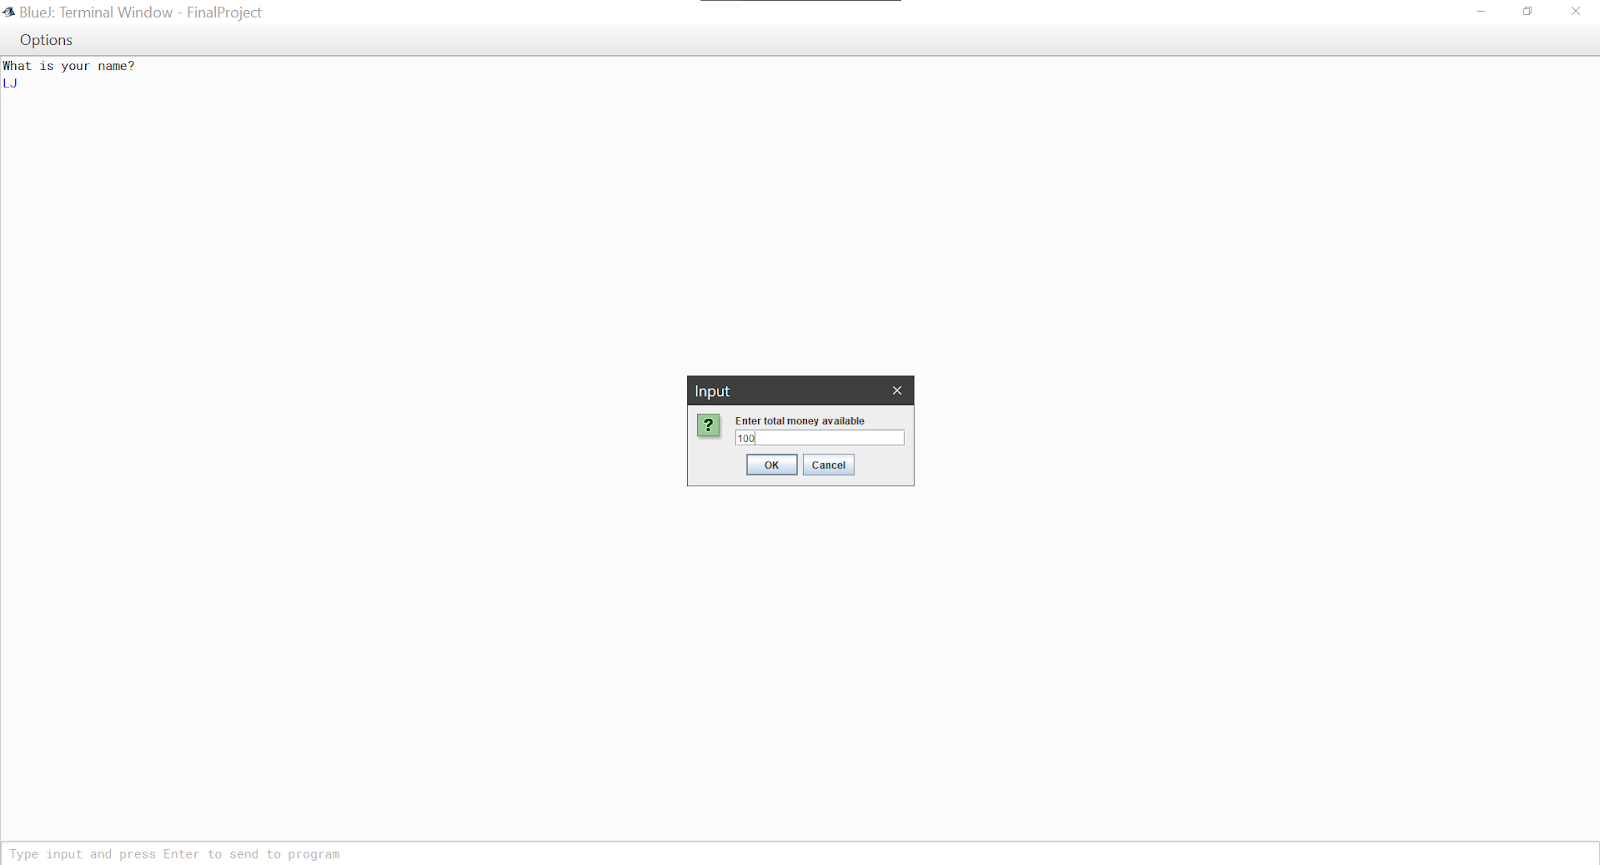 BlueJ: Terminal Window - FinalProject
Options
What is your name?
LJ
Input
?
Enter total money available
100
OK Cancel
Type input and press Enter to send to program